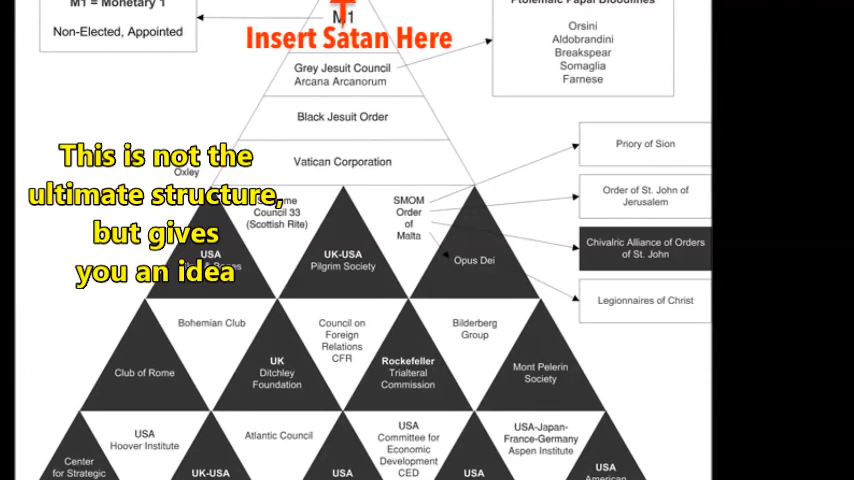 M1 = Monetary 1
Non-Elected, Appointed
M1
Insert Satan Here
Ptolemaic Papal Bloodlines
Orsini
Aldobrandini
Breakspear
Somaglia
Farnese
Grey Jesuit Council
Arcana Arcanorum
Black Jesuit Order
Vatican Corporation
This is not the
ultimate structure,
but gives
you an idea
Oxley
Council 33
(Scottish Rite)
SMOM
Order
of
Malta
Priory of Sion
Order of St. John of
Jerusalem
Chivalric Alliance of Orders
of St. John
Legionnaires of Christ
USA
UK-USA
Pilgrim Society
Opus Dei
Bohemian Club
Council on
Foreign
Relations
CFR
Bilderberg
Group
Club of Rome
UK
Ditchley
Foundation
Rockefeller
Trialteral
Commission
Mont Pelerin
Society
USA
Hoover Institute
Atlantic Council
USA
Committee for
Economic
Development
CED
USA-Japan-
France-Germany
Aspen Institute
Center
for Strategic
UK-USA
USA
USA
USA
American